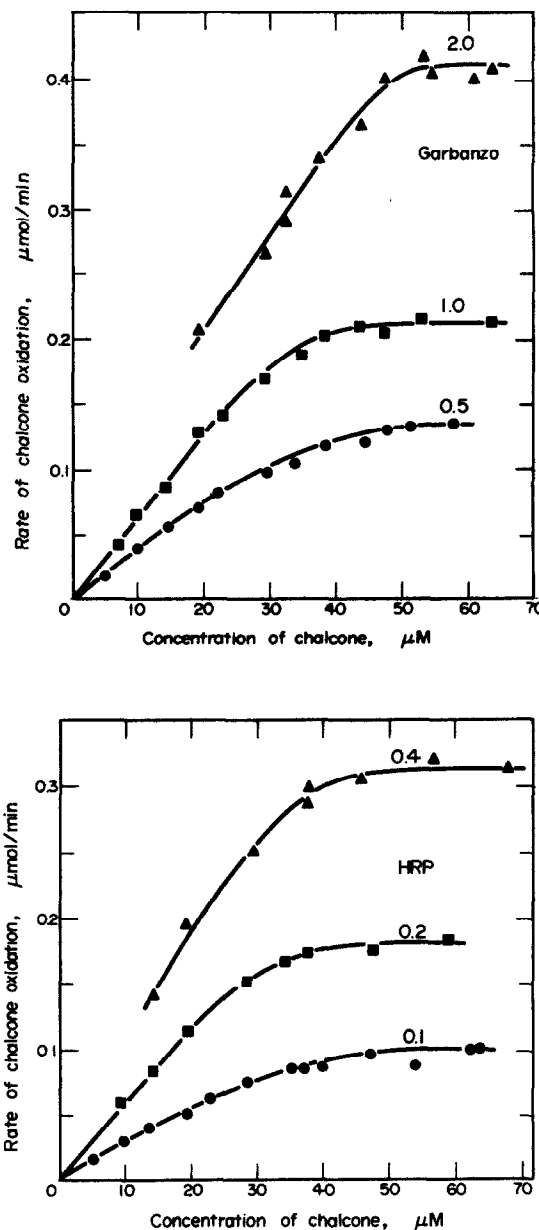 2.0
0.4
Garbanzo
0.3
1.0
0.2
0.5
0.1
0 10 20 30 40 50 60 70
Rate of chalcone oxidation, μmol/min
Concentration of chalcone, μM
0.4
0.3
HRP
0.2
0.2
0.1
0.1
0 10 20 30 40 50 60 70
Rate of chalcone oxidation, μmol/min
Concentration of chalcone, μM